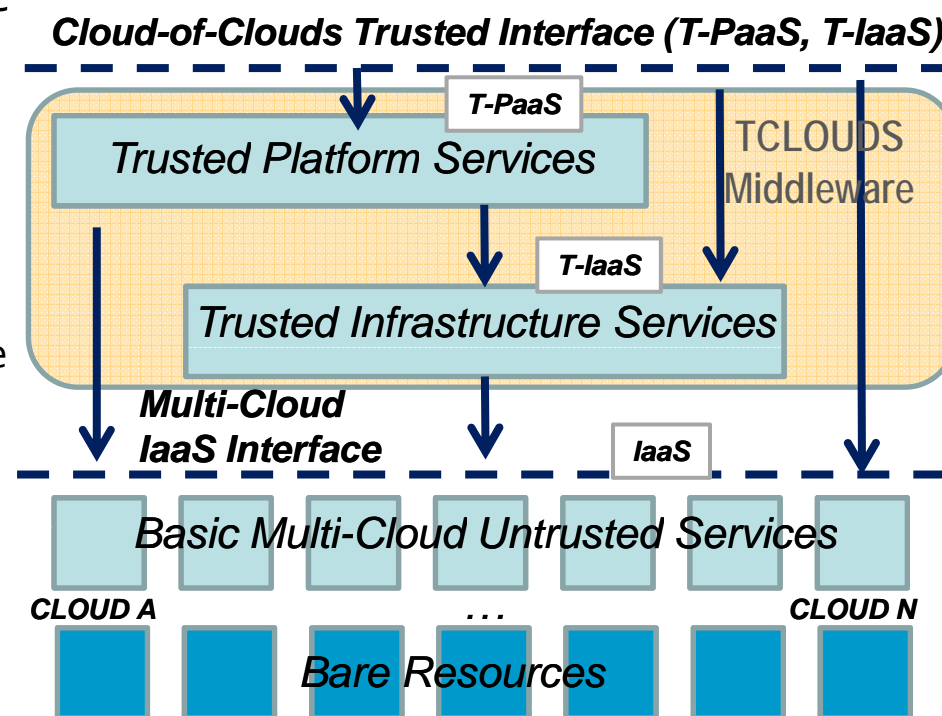 Cloud-of-Clouds Trusted Interface (T-PaaS, T-IaaS)
T-PaaS
Trusted Platform Services
TCLOUDS
Middleware
T-IaaS
Trusted Infrastructure Services
e
Multi-Cloud
IaaS Interface
IaaS
Basic Multi-Cloud Untrusted Services
CLOUD A
...
CLOUD N
Bare Resources